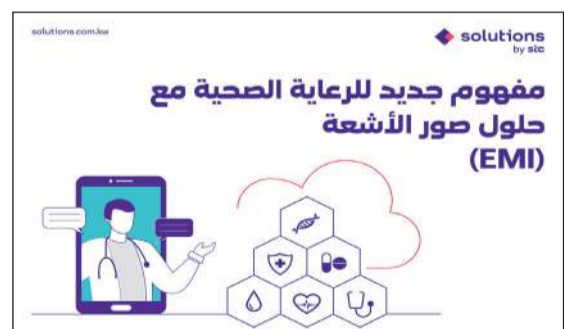 solutions.com.kw
solutions
by stc
مفهوم جديد للرعاية الصحية مع
حلول صور الأشعة
(EMI)